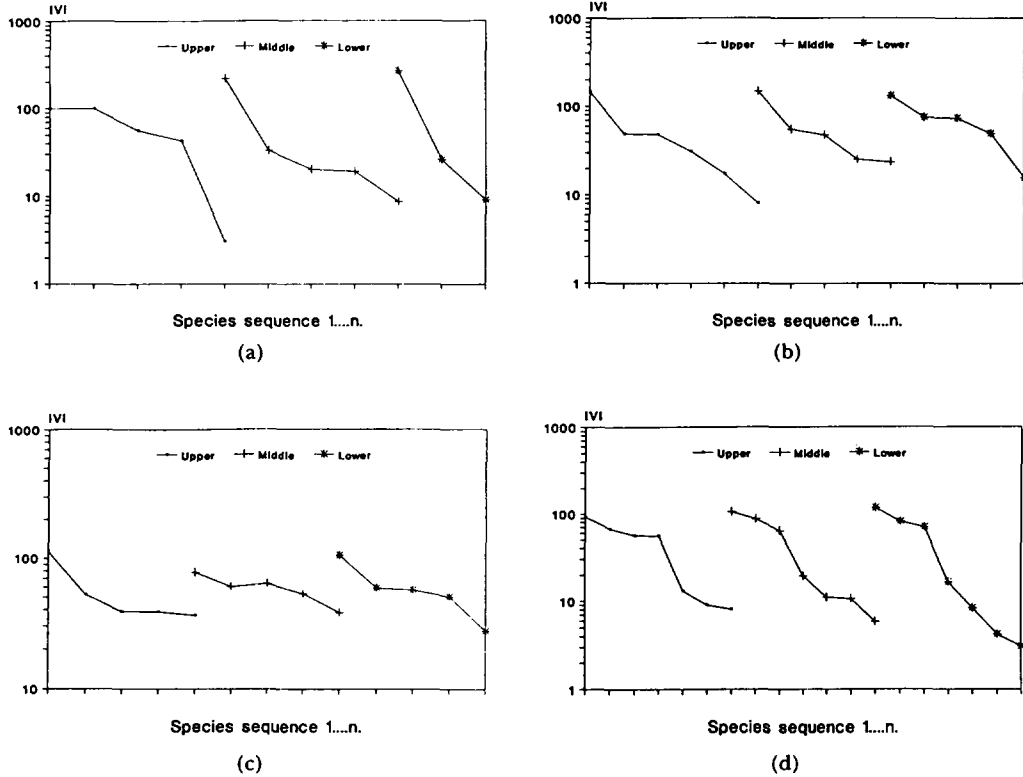 IVI
1000
Upper Middle Lower
100
10
1
Species sequence 1....n.
(a)
IVI
1000
Upper Middle Lower
100
10
1
Species sequence 1....n.
(b)
IVI
1000
Upper Middle Lower
100
10
Species sequence 1....n.
(c)
IVI
1000
Upper Middle Lower
100
10
1
Species sequence 1....n.
(d)